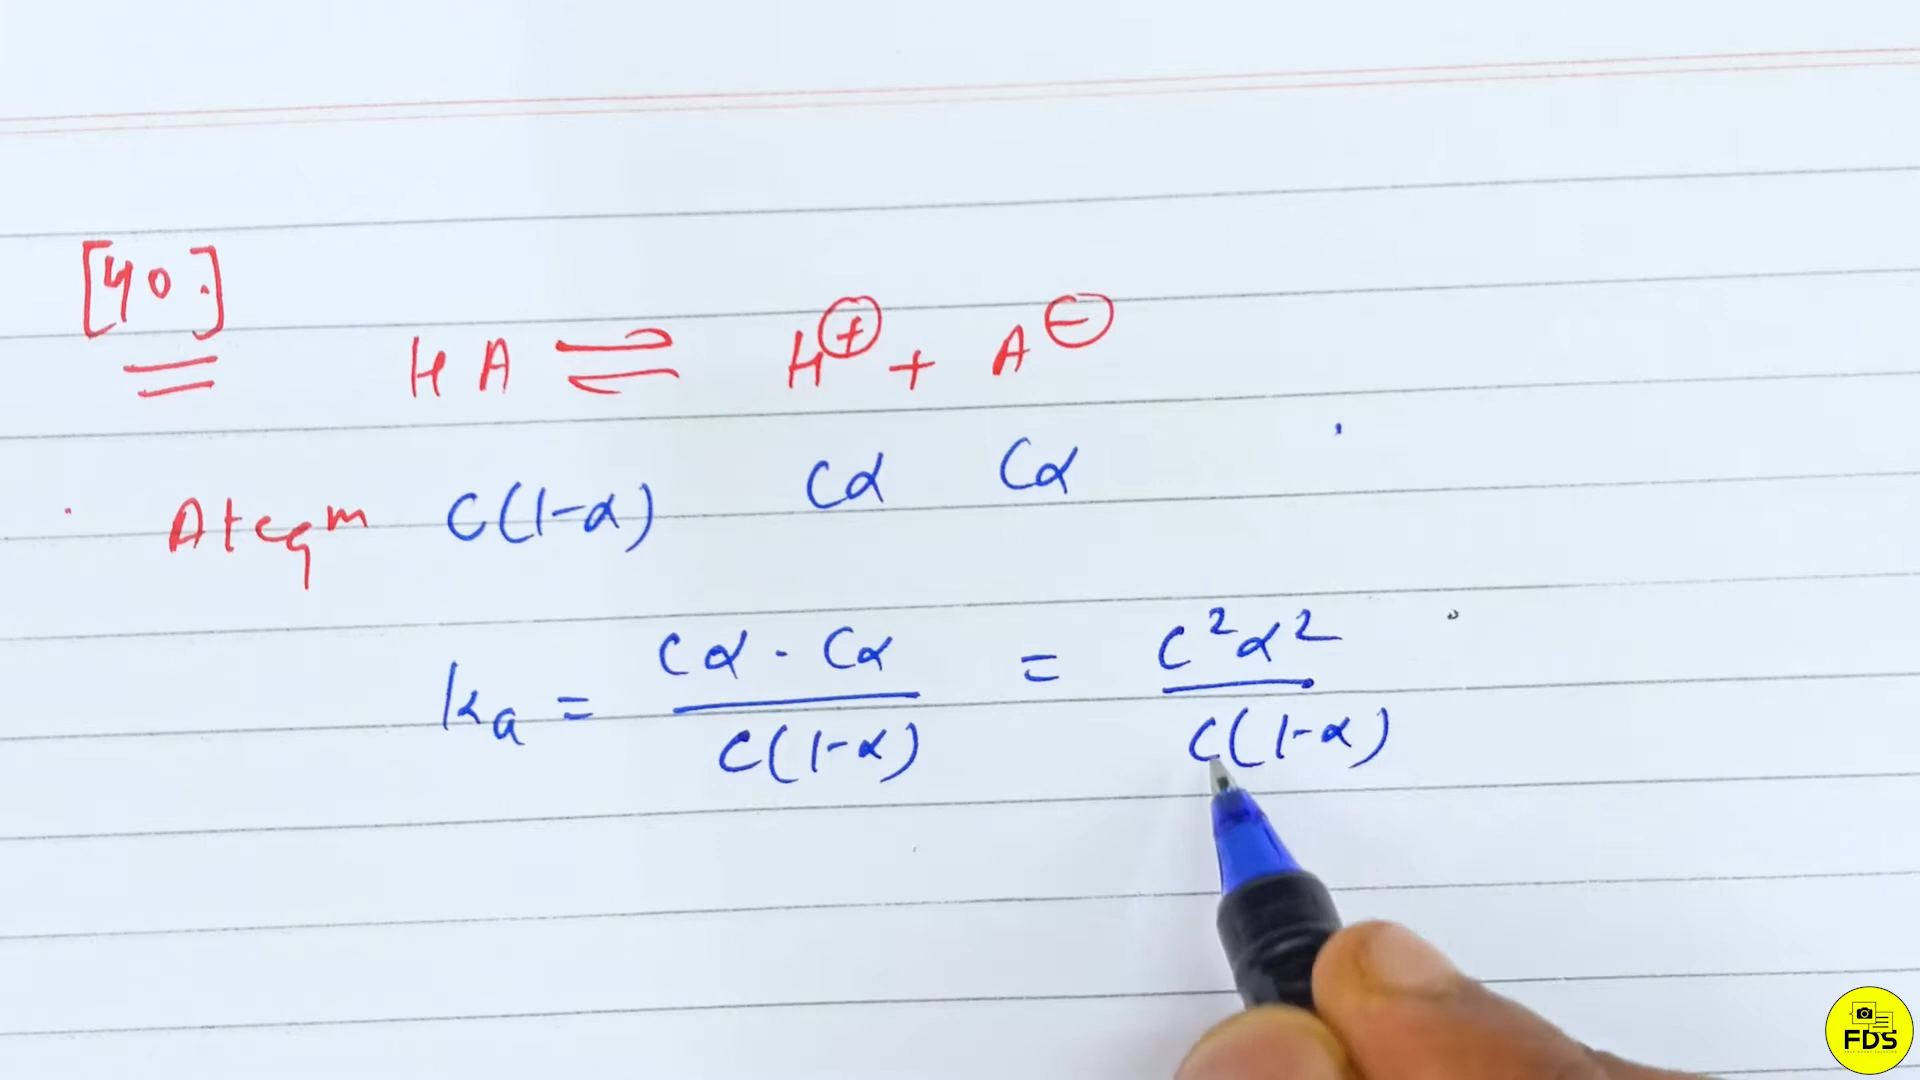 [40.]
HA ⇌ H⊕ + A⊖
At eqm C(1-α) Cα Cα
ka = Cα · Cα / C(1-α) = C²α² / C(1-α)
FDS